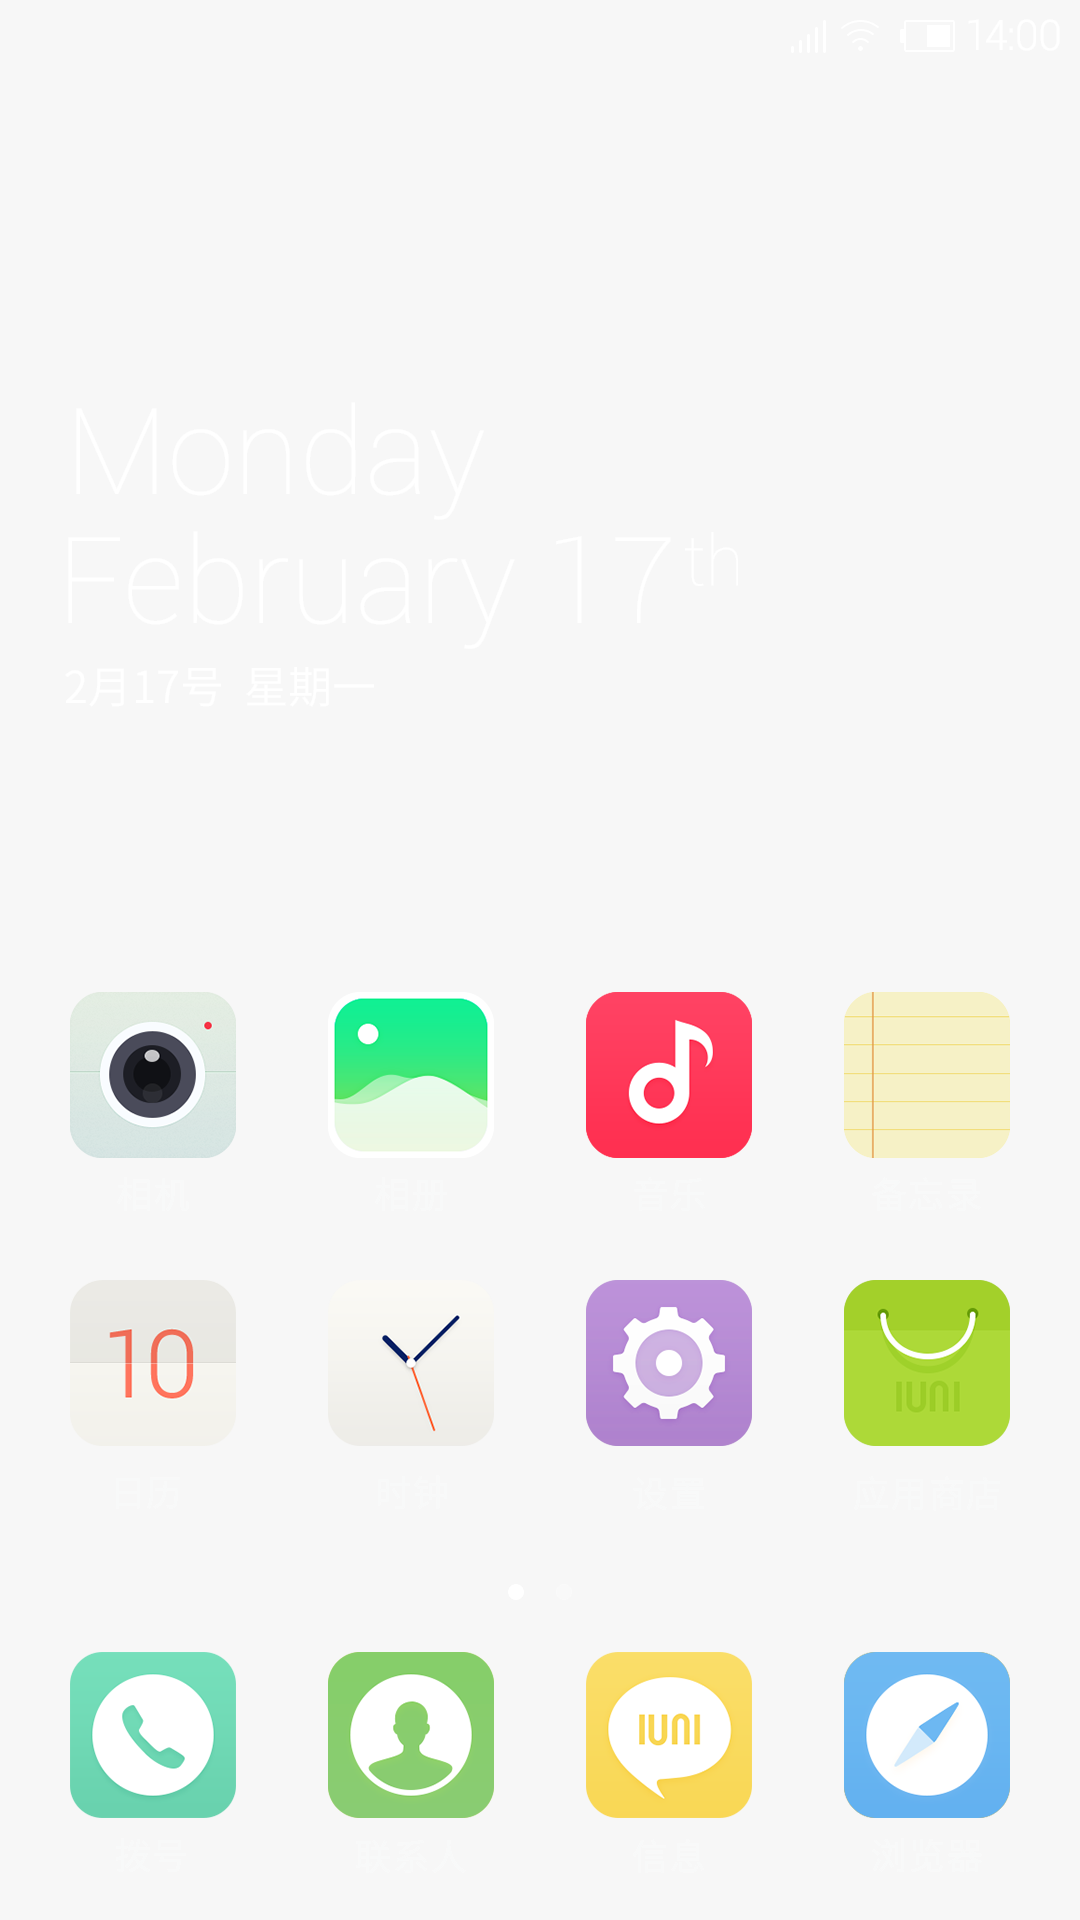 14:00
Monday
February 17th
2月17号 星期一
相机 相册 音乐 备忘录
10
IUNI
日历 时钟 设置 应用商店
IUNI
拨号 联系人 信息 浏览器